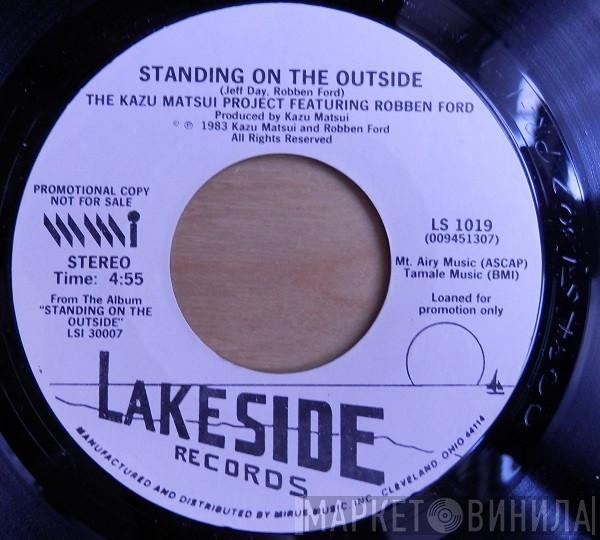 STANDING ON THE OUTSIDE
(Jeff Day, Robben Ford)
THE KAZU MATSUI PROJECT FEATURING ROBBEN FORD
Produced by Kazu Matsui
© ℗ 1983 Kazu Matsui and Robben Ford
All Rights Reserved
PROMOTIONAL COPY
NOT FOR SALE
STEREO
Time: 4:55
From The Album
"STANDING ON THE
OUTSIDE"
LSI 30007
LS 1019
(009451307)
Mt. Airy Music (ASCAP)
Tamale Music (BMI)
Loaned for
promotion only
LAKESIDE
RECORDS
MANUFACTURED AND DISTRIBUTED BY MIRUS MUSIC, INC., CLEVELAND, OHIO 44114
МАРКЕТ ВИНИЛА